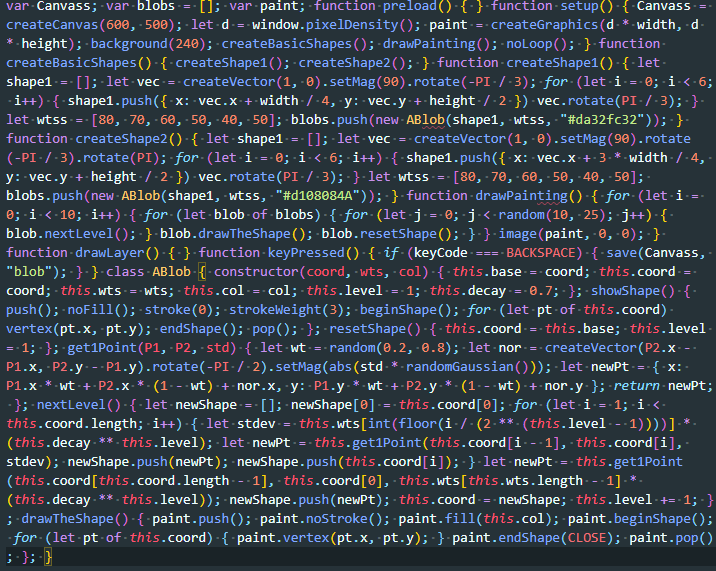 var Canvass; var blobs = []; var paint; function preload() { } function setup() { Canvass =
createCanvas(600, 500); let d = window.pixelDensity(); paint = createGraphics(d * width, d
* height); background(240); createBasicShapes(); drawPainting(); noLoop(); } function
createBasicShapes() { createShape1(); createShape2(); } function createShape1() { let
shape1 = []; let vec = createVector(1, 0).setMag(90).rotate(-PI / 3); for (let i = 0; i < 6;
i++) { shape1.push({ x: vec.x + width / 4, y: vec.y + height / 2 }) vec.rotate(PI / 3); }
let wtss = [80, 70, 60, 50, 40, 50]; blobs.push(new ABlob(shape1, wtss, "#da32fc32")); }
function createShape2() { let shape1 = []; let vec = createVector(1, 0).setMag(90).rotate
(-PI / 3).rotate(PI); for (let i = 0; i < 6; i++) { shape1.push({ x: vec.x + 3 * width / 4,
y: vec.y + height / 2 }) vec.rotate(PI / 3); } let wtss = [80, 70, 60, 50, 40, 50];
blobs.push(new ABlob(shape1, wtss, "#d108084A")); } function drawPainting() { for (let i =
0; i < 10; i++) { for (let blob of blobs) { for (let j = 0; j < random(10, 25); j++) {
blob.nextLevel(); } blob.drawTheShape(); blob.resetShape(); } } image(paint, 0, 0); }
function drawLayer() { } function keyPressed() { if (keyCode === BACKSPACE) { save(Canvass,
"blob"); } } class ABlob { constructor(coord, wts, col) { this.base = coord; this.coord =
coord; this.wts = wts; this.col = col; this.level = 1; this.decay = 0.7; }; showShape() {
push(); noFill(); stroke(0); strokeWeight(3); beginShape(); for (let pt of this.coord)
vertex(pt.x, pt.y); endShape(); pop(); }; resetShape() { this.coord = this.base; this.level
= 1; }; get1Point(P1, P2, std) { let wt = random(0.2, 0.8); let nor = createVector(P2.x -
P1.x, P2.y - P1.y).rotate(-PI / 2).setMag(abs(std * randomGaussian())); let newPt = { x:
P1.x * wt + P2.x * (1 - wt) + nor.x, y: P1.y * wt + P2.y * (1 - wt) + nor.y }; return newPt;
}; nextLevel() { let newShape = []; newShape[0] = this.coord[0]; for (let i = 1; i <
this.coord.length; i++) { let stdev = this.wts[int(floor(i / (2 ** (this.level - 1))))] *
(this.decay ** this.level); let newPt = this.get1Point(this.coord[i - 1], this.coord[i],
stdev); newShape.push(newPt); newShape.push(this.coord[i]); } let newPt = this.get1Point
(this.coord[this.coord.length - 1], this.coord[0], this.wts[this.wts.length - 1] *
(this.decay ** this.level)); newShape.push(newPt); this.coord = newShape; this.level += 1; }
; drawTheShape() { paint.push(); paint.noStroke(); paint.fill(this.col); paint.beginShape();
for (let pt of this.coord) { paint.vertex(pt.x, pt.y); } paint.endShape(CLOSE); paint.pop()
; }; }